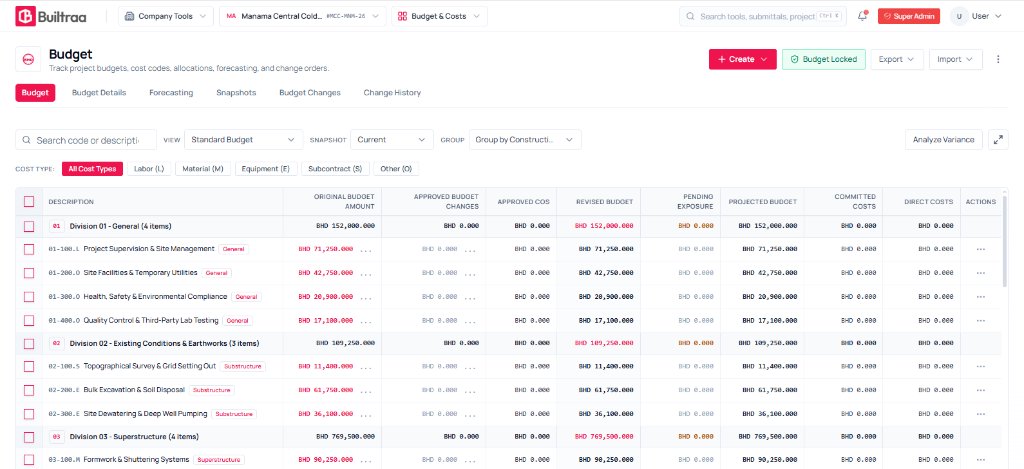 Builtraa Company Tools MA Manama Central Cold... #MCC-MNM-26 Budget & Costs Search tools, submittals, project Ctrl K Super Admin U User
Budget
Track project budgets, cost codes, allocations, forecasting, and change orders.
+ Create Budget Locked Export Import
Budget Budget Details Forecasting Snapshots Budget Changes Change History
Search code or descripti VIEW Standard Budget SNAPSHOT Current GROUP Group by Constructi... Analyze Variance
COST TYPE: All Cost Types Labor (L) Material (M) Equipment (E) Subcontract (S) Other (O)
DESCRIPTION ORIGINAL BUDGET AMOUNT APPROVED BUDGET CHANGES APPROVED COS REVISED BUDGET PENDING EXPOSURE PROJECTED BUDGET COMMITTED COSTS DIRECT COSTS ACTIONS
01 Division 01 - General (4 items) BHD 152,000.000 BHD 0.000 BHD 0.000 BHD 152,000.000 BHD 0.000 BHD 152,000.000 BHD 0.000 BHD 0.000
01-100.L Project Supervision & Site Management General BHD 71,250.000 ... BHD 0.000 ... BHD 0.000 BHD 71,250.000 BHD 0.000 BHD 71,250.000 BHD 0.000 BHD 0.000 ...
01-200.O Site Facilities & Temporary Utilities General BHD 42,750.000 ... BHD 0.000 ... BHD 0.000 BHD 42,750.000 BHD 0.000 BHD 42,750.000 BHD 0.000 BHD 0.000 ...
01-300.O Health, Safety & Environmental Compliance General BHD 20,900.000 ... BHD 0.000 ... BHD 0.000 BHD 20,900.000 BHD 0.000 BHD 20,900.000 BHD 0.000 BHD 0.000 ...
01-400.O Quality Control & Third-Party Lab Testing General BHD 17,100.000 ... BHD 0.000 ... BHD 0.000 BHD 17,100.000 BHD 0.000 BHD 17,100.000 BHD 0.000 BHD 0.000 ...
02 Division 02 - Existing Conditions & Earthworks (3 items) BHD 109,250.000 BHD 0.000 BHD 0.000 BHD 109,250.000 BHD 0.000 BHD 109,250.000 BHD 0.000 BHD 0.000
02-100.S Topographical Survey & Grid Setting Out Substructure BHD 11,400.000 ... BHD 0.000 ... BHD 0.000 BHD 11,400.000 BHD 0.000 BHD 11,400.000 BHD 0.000 BHD 0.000 ...
02-200.E Bulk Excavation & Soil Disposal Substructure BHD 61,750.000 ... BHD 0.000 ... BHD 0.000 BHD 61,750.000 BHD 0.000 BHD 61,750.000 BHD 0.000 BHD 0.000 ...
02-300.E Site Dewatering & Deep Well Pumping Substructure BHD 36,100.000 ... BHD 0.000 ... BHD 0.000 BHD 36,100.000 BHD 0.000 BHD 36,100.000 BHD 0.000 BHD 0.000 ...
03 Division 03 - Superstructure (4 items) BHD 769,500.000 BHD 0.000 BHD 0.000 BHD 769,500.000 BHD 0.000 BHD 769,500.000 BHD 0.000 BHD 0.000
03-100.M Formwork & Shuttering Systems Superstructure BHD 90,250.000 ... BHD 0.000 ... BHD 0.000 BHD 90,250.000 BHD 0.000 BHD 90,250.000 BHD 0.000 BHD 0.000 ...